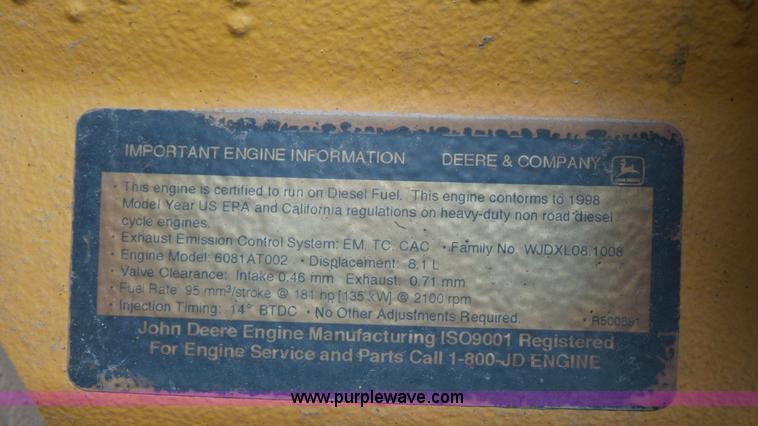 IMPORTANT ENGINE INFORMATION DEERE & COMPANY
• This engine is certified to run on Diesel Fuel. This engine conforms to 1998
Model Year US EPA and California regulations on heavy-duty non road diesel
cycle engines.
• Exhaust Emission Control System: EM, TC, CAC • Family No. WJDXL08.1008
• Engine Model: 6081AT002 • Displacement: 8.1 L
• Valve Clearance: Intake 0.46 mm Exhaust: 0.71 mm
• Fuel Rate 95 mm³/stroke @ 181 hp [135 kW] @ 2100 rpm
• Injection Timing: 14° BTDC • No Other Adjustments Required.
John Deere Engine Manufacturing ISO9001 Registered
For Engine Service and Parts Call 1-800-JD ENGINE
www.purplewave.com